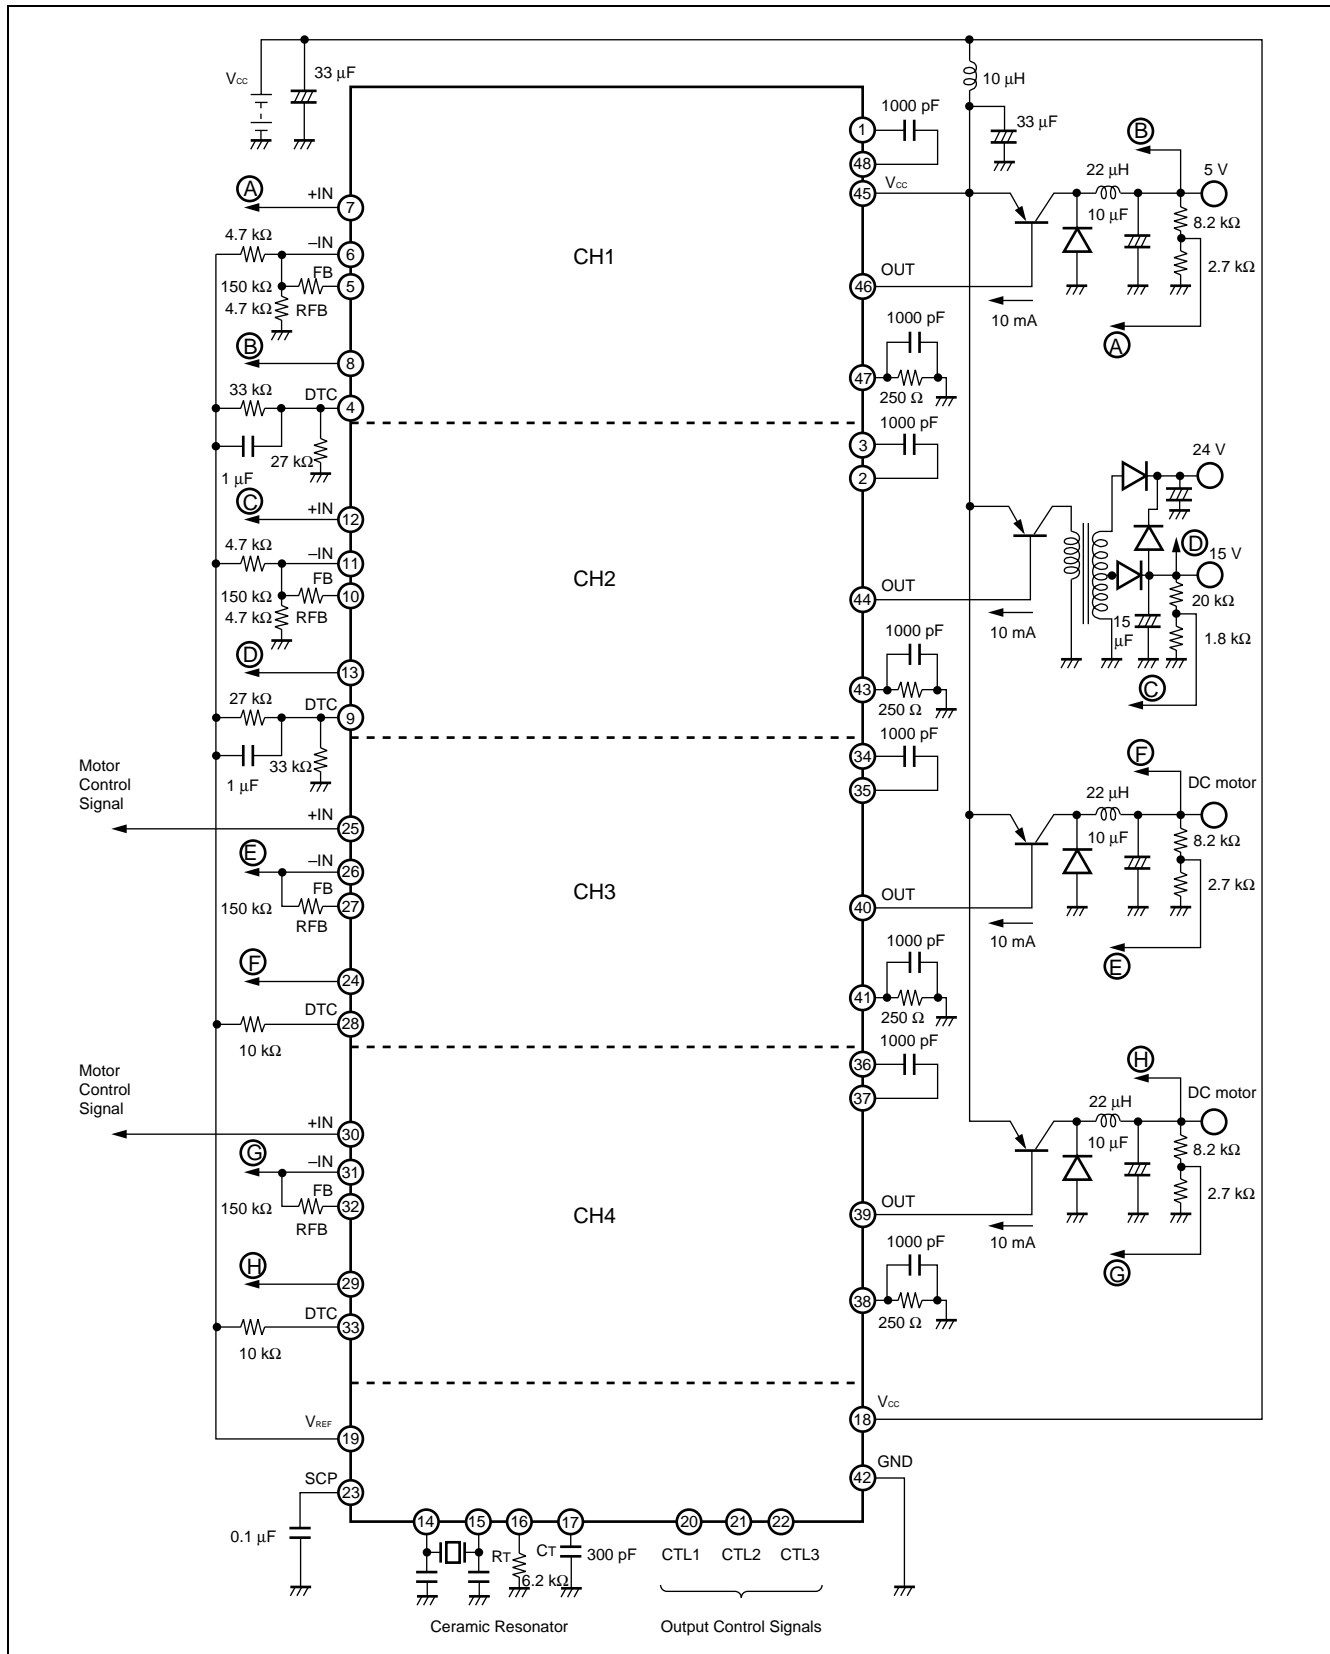 VCC
33 µF
10 µH
33 µF
1000 pF
1
48
VCC
45
B
22 µH
5 V
10 µF
8.2 kΩ
2.7 kΩ
A
+IN
7
4.7 kΩ
–IN
6
FB
150 kΩ
5
4.7 kΩ
RFB
CH1
OUT
46
10 mA
A
B
8
1000 pF
47
250 Ω
33 kΩ
DTC
4
27 kΩ
1 µF
1000 pF
3
2
C
+IN
12
4.7 kΩ
–IN
11
FB
150 kΩ
10
4.7 kΩ
RFB
CH2
OUT
44
10 mA
24 V
D
15 V
20 kΩ
15
µF
1.8 kΩ
C
D
13
1000 pF
43
250 Ω
27 kΩ
DTC
9
33 kΩ
1 µF
1000 pF
34
35
Motor
Control
Signal
+IN
25
E
–IN
26
FB
150 kΩ
27
RFB
CH3
OUT
40
10 mA
F
22 µH
DC motor
10 µF
8.2 kΩ
2.7 kΩ
E
F
24
1000 pF
41
250 Ω
DTC
28
10 kΩ
1000 pF
36
37
Motor
Control
Signal
+IN
30
G
–IN
31
FB
150 kΩ
32
RFB
CH4
OUT
39
10 mA
H
22 µH
DC motor
10 µF
8.2 kΩ
2.7 kΩ
G
H
29
1000 pF
38
250 Ω
DTC
33
10 kΩ
VREF
19
VCC
18
SCP
23
GND
42
0.1 µF
14
15
16
17
20
21
22
RT
6.2 kΩ
CT
300 pF
CTL1
CTL2
CTL3
Ceramic Resonator
Output Control Signals